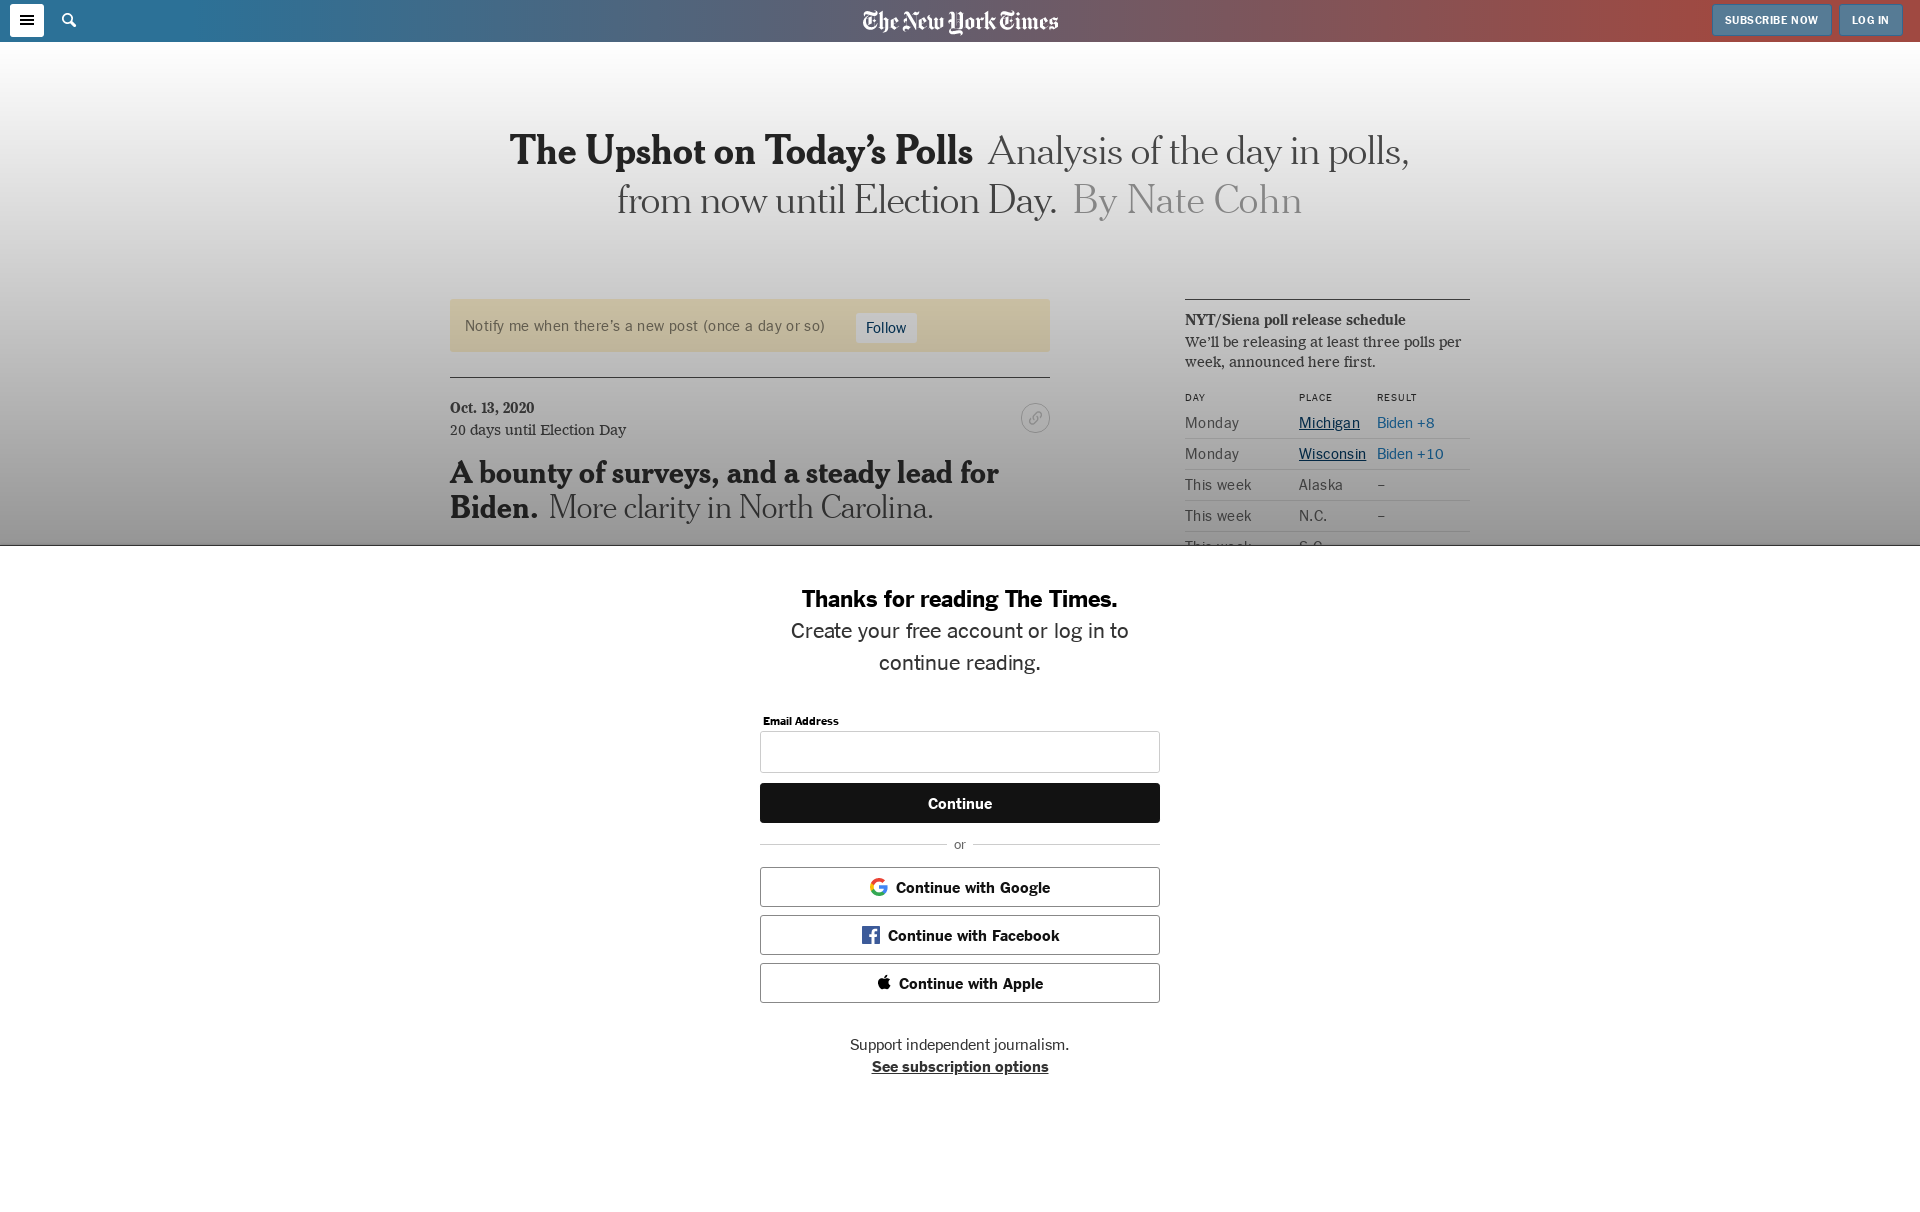 The New York Times
SUBSCRIBE NOW
LOG IN
The Upshot on Today’s Polls Analysis of the day in polls,
from now until Election Day. By Nate Cohn
Notify me when there’s a new post (once a day or so)
Follow
Oct. 13, 2020
20 days until Election Day
A bounty of surveys, and a steady lead for
Biden. More clarity in North Carolina.
NYT/Siena poll release schedule
We’ll be releasing at least three polls per
week, announced here first.
DAY PLACE RESULT
Monday Michigan Biden +8
Monday Wisconsin Biden +10
This week Alaska –
This week N.C. –
This week S.C.
Thanks for reading The Times.
Create your free account or log in to
continue reading.
Email Address
Continue
or
Continue with Google
Continue with Facebook
Continue with Apple
Support independent journalism.
See subscription options